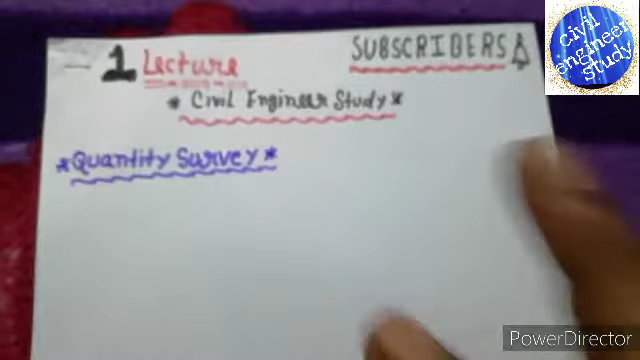 1 Lecture
SUBSCRIBERS
* Civil Engineer Study *
*Quantity Survey*
civil
engineer
study
PowerDirector